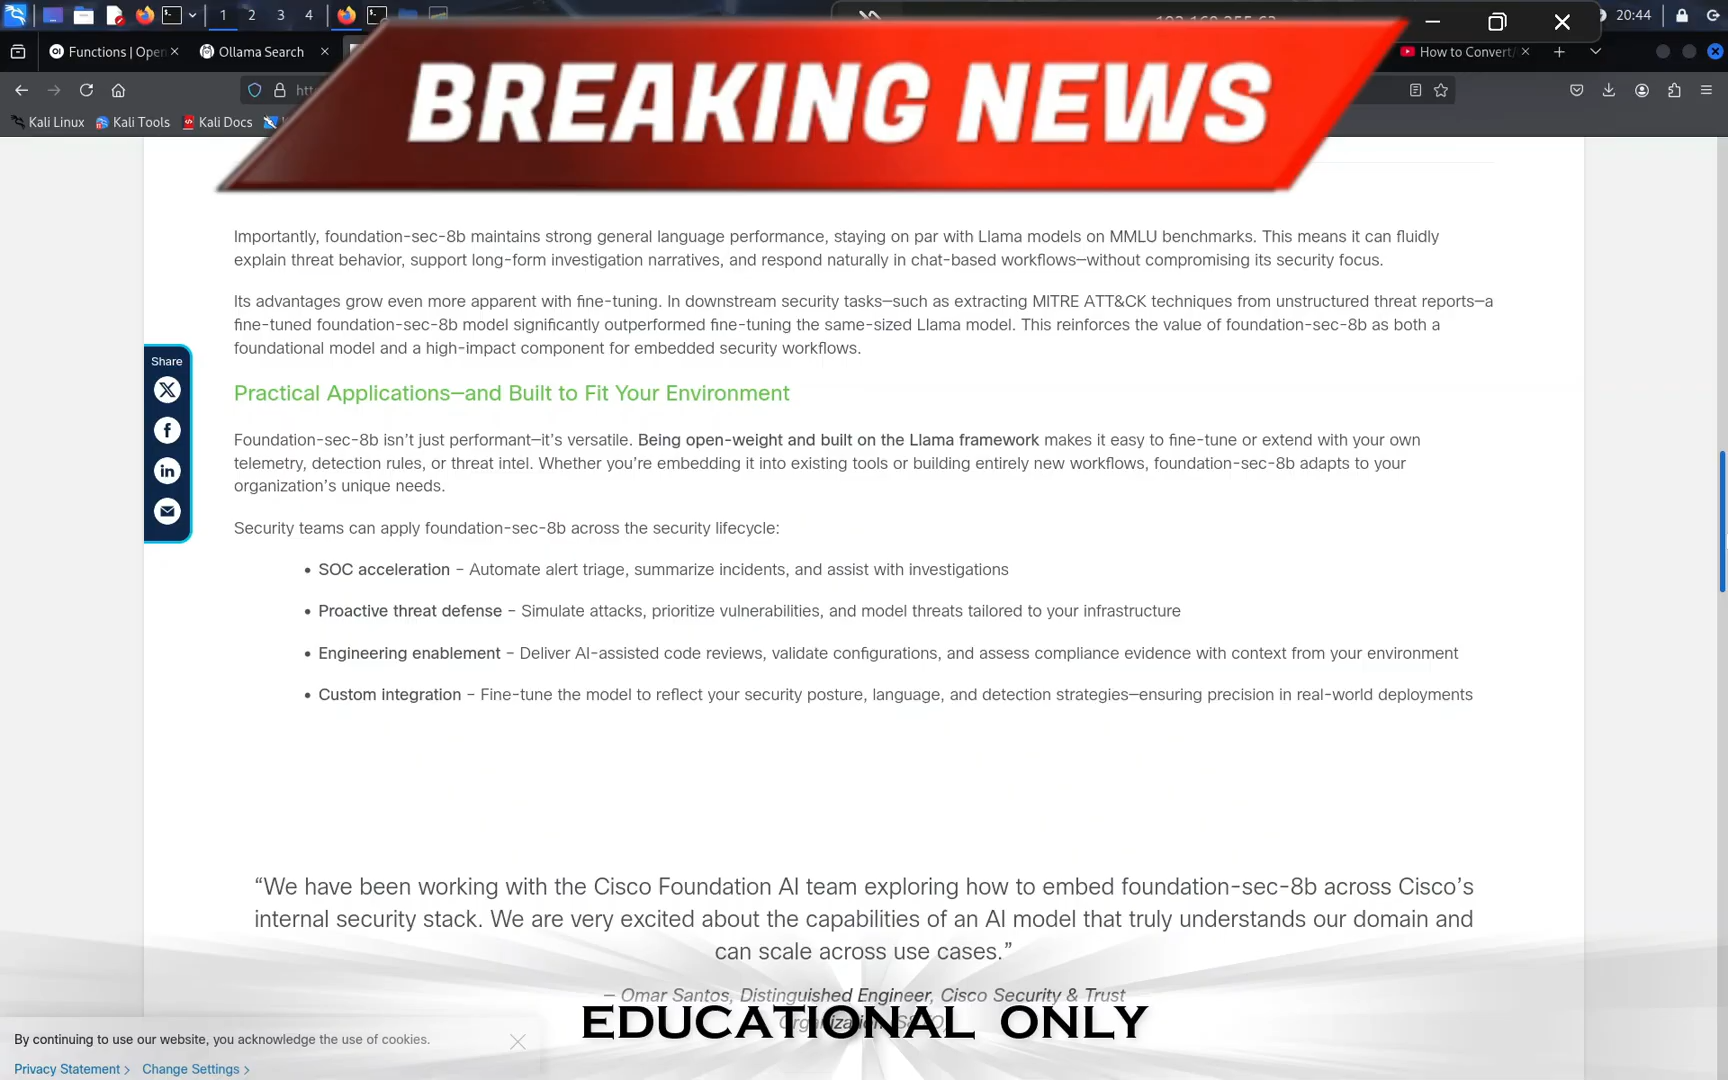 1 2 3 4
20:44
Functions | Open
Ollama Search
How to Convert/
BREAKING NEWS
Kali Linux Kali Tools Kali Docs
Importantly, foundation-sec-8b maintains strong general language performance, staying on par with Llama models on MMLU benchmarks. This means it can fluidly
explain threat behavior, support long-form investigation narratives, and respond naturally in chat-based workflows—without compromising its security focus.
Its advantages grow even more apparent with fine-tuning. In downstream security tasks—such as extracting MITRE ATT&CK techniques from unstructured threat reports—a
fine-tuned foundation-sec-8b model significantly outperformed fine-tuning the same-sized Llama model. This reinforces the value of foundation-sec-8b as both a
foundational model and a high-impact component for embedded security workflows.
Share
Practical Applications—and Built to Fit Your Environment
Foundation-sec-8b isn't just performant—it's versatile. Being open-weight and built on the Llama framework makes it easy to fine-tune or extend with your own
telemetry, detection rules, or threat intel. Whether you're embedding it into existing tools or building entirely new workflows, foundation-sec-8b adapts to your
organization's unique needs.
Security teams can apply foundation-sec-8b across the security lifecycle:
• SOC acceleration – Automate alert triage, summarize incidents, and assist with investigations
• Proactive threat defense – Simulate attacks, prioritize vulnerabilities, and model threats tailored to your infrastructure
• Engineering enablement – Deliver AI-assisted code reviews, validate configurations, and assess compliance evidence with context from your environment
• Custom integration – Fine-tune the model to reflect your security posture, language, and detection strategies—ensuring precision in real-world deployments
“We have been working with the Cisco Foundation AI team exploring how to embed foundation-sec-8b across Cisco's
internal security stack. We are very excited about the capabilities of an AI model that truly understands our domain and
can scale across use cases.”
— Omar Santos, Distinguished Engineer, Cisco Security & Trust
EDUCATIONAL ONLY
By continuing to use our website, you acknowledge the use of cookies.
Privacy Statement > Change Settings >